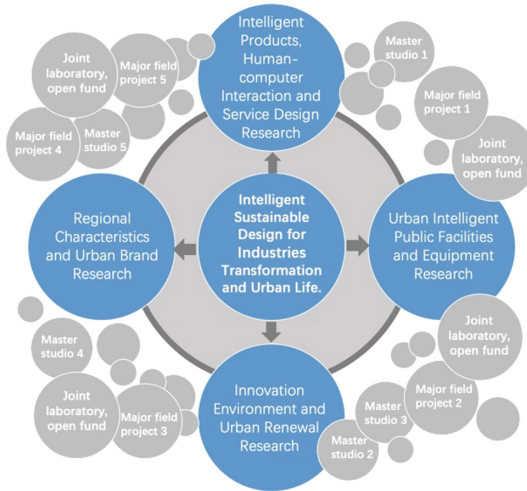 Intelligent
Products,
Human-
computer
Interaction and
Service Design
Research
Master
studio 1
Joint
laboratory,
open fund
Major field
project 5
Major field
project 1
Major field
project 4
Master
studio 5
Joint
laboratory,
open fund
Regional
Characteristics
and Urban Brand
Research
Intelligent
Sustainable
Design for
Industries
Transformation
and Urban Life.
Urban Intelligent
Public Facilities
and Equipment
Research
Master
studio 4
Joint
laboratory,
open fund
Joint
laboratory,
open fund
Major field
project 3
Innovation
Environment and
Urban Renewal
Research
Major field
project 2
Master
studio 3
Master
studio 2